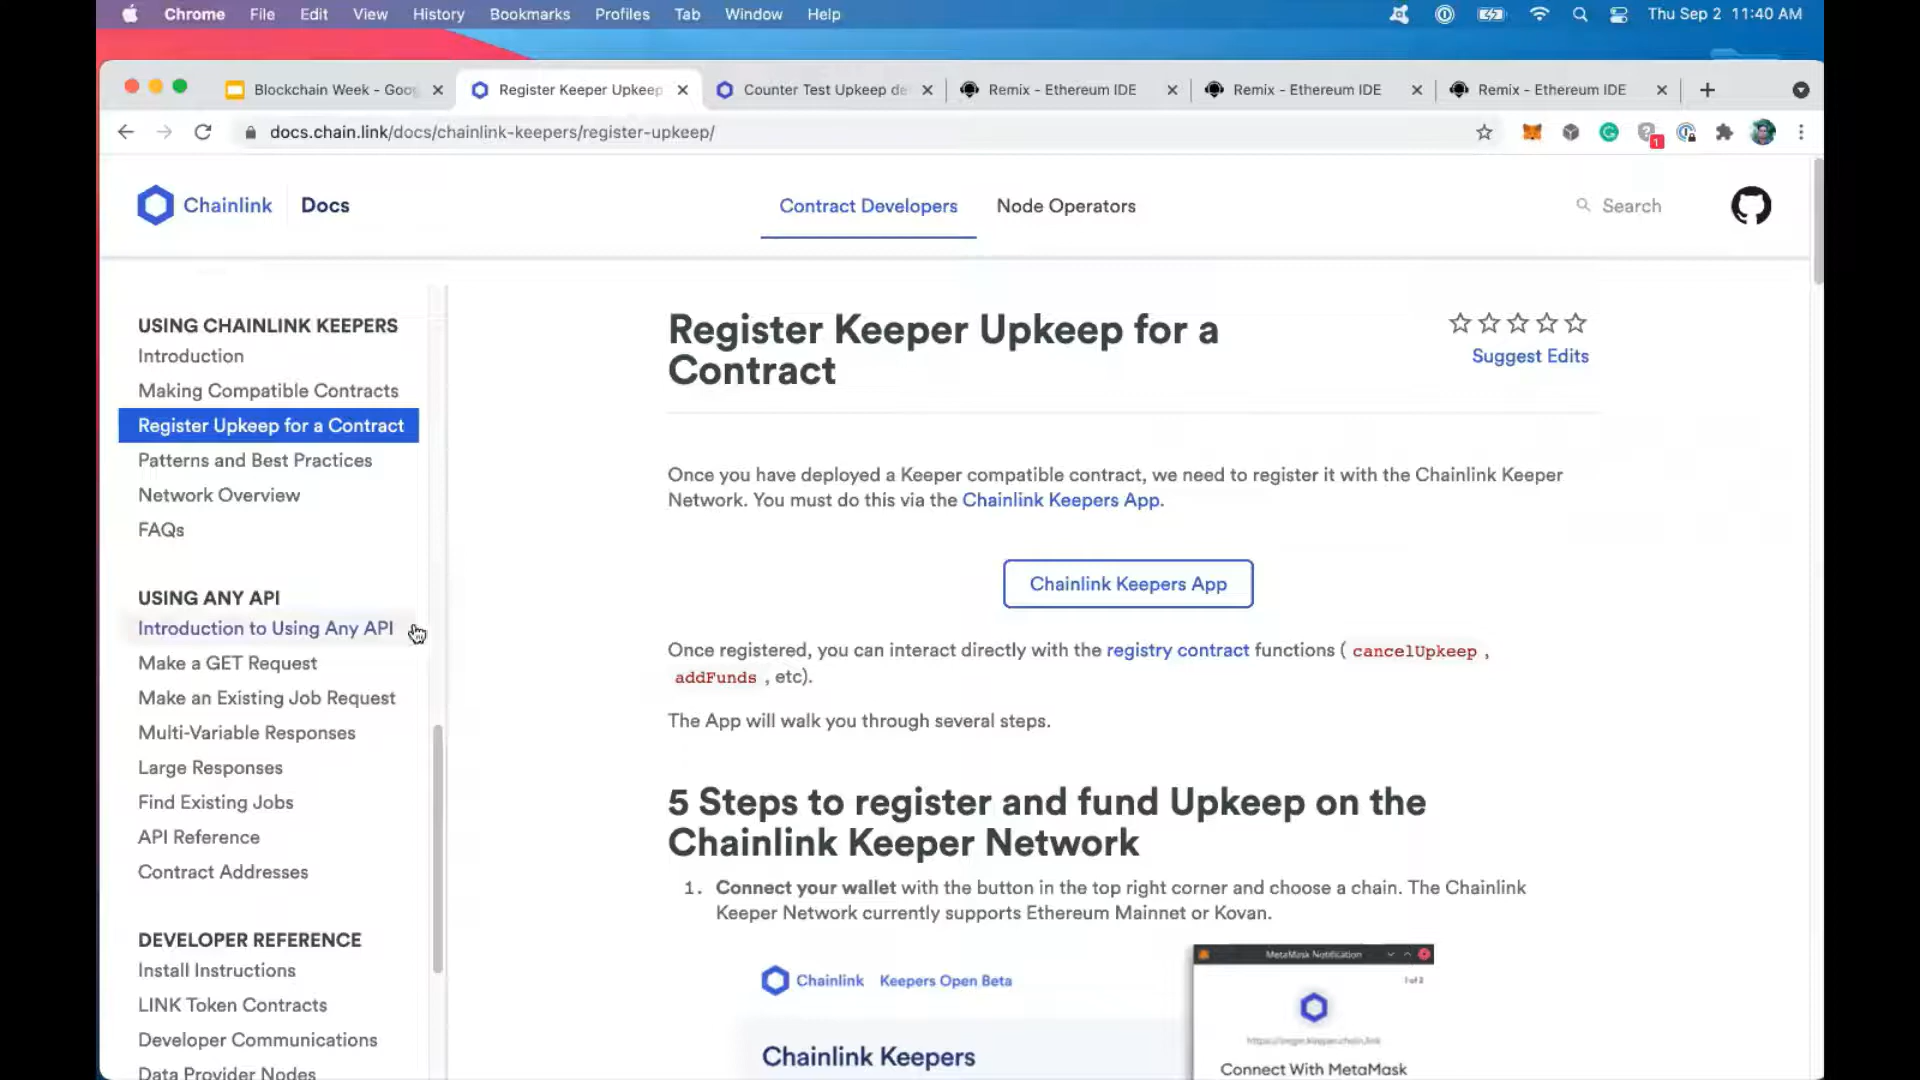 Chrome File Edit View History Bookmarks Profiles Tab Window Help Thu Sep 2 11:40 AM
Blockchain Week - Goo Register Keeper Upkeep Counter Test Upkeep de Remix - Ethereum IDE Remix - Ethereum IDE Remix - Ethereum IDE
docs.chain.link/docs/chainlink-keepers/register-upkeep/
1
Chainlink Docs
Contract Developers Node Operators
Search
USING CHAINLINK KEEPERS
Introduction
Making Compatible Contracts
Register Upkeep for a Contract
Patterns and Best Practices
Network Overview
FAQs
USING ANY API
Introduction to Using Any API
Make a GET Request
Make an Existing Job Request
Multi-Variable Responses
Large Responses
Find Existing Jobs
API Reference
Contract Addresses
DEVELOPER REFERENCE
Install Instructions
LINK Token Contracts
Developer Communications
Data Provider Nodes
Register Keeper Upkeep for a
Contract
Suggest Edits
Once you have deployed a Keeper compatible contract, we need to register it with the Chainlink Keeper
Network. You must do this via the Chainlink Keepers App.
Chainlink Keepers App
Once registered, you can interact directly with the registry contract functions ( cancelUpkeep ,
addFunds , etc).
The App will walk you through several steps.
5 Steps to register and fund Upkeep on the
Chainlink Keeper Network
1. Connect your wallet with the button in the top right corner and choose a chain. The Chainlink
Keeper Network currently supports Ethereum Mainnet or Kovan.
Chainlink Keepers Open Beta
Chainlink Keepers
MetaMask Notification
1 of 2
Connect With MetaMask